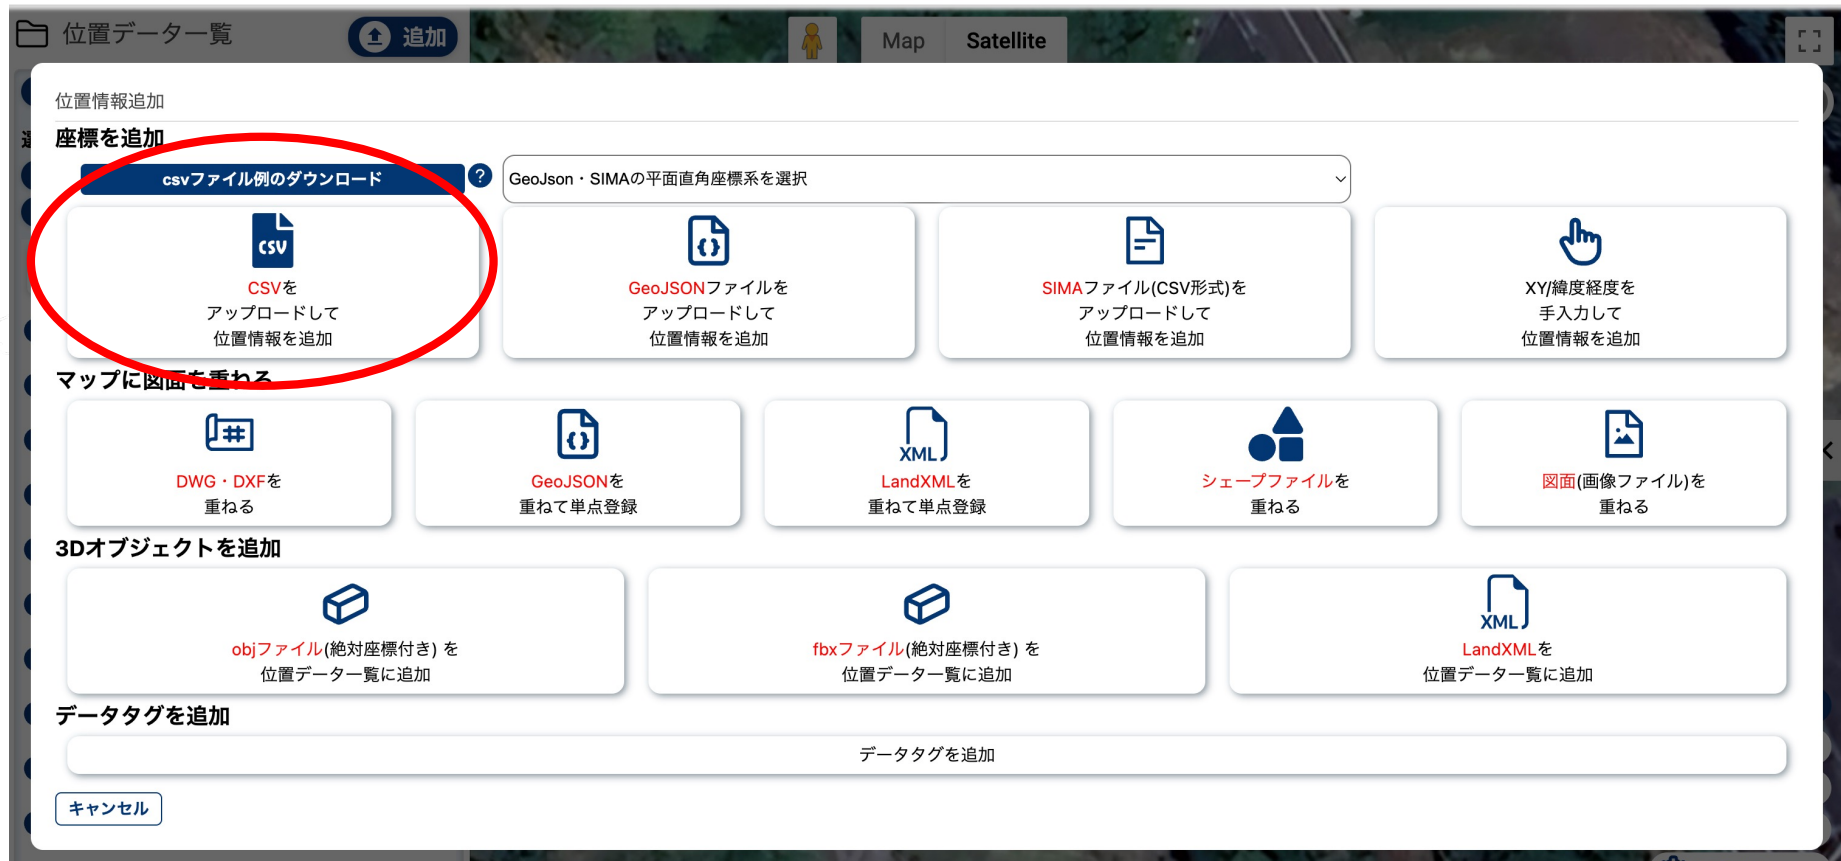 位置データ一覧
追加
Map
Satellite
位置情報追加
座標を追加
csvファイル例のダウンロード
?
GeoJson・SIMAの平面直角座標系を選択
CSV
CSVを
アップロードして
位置情報を追加
GeoJSONファイルを
アップロードして
位置情報を追加
SIMAファイル(CSV形式)を
アップロードして
位置情報を追加
XY/緯度経度を
手入力して
位置情報を追加
マップに図面を重ねる
DWG・DXFを
重ねる
GeoJSONを
重ねて単点登録
XML
LandXMLを
重ねて単点登録
シェープファイルを
重ねる
図面(画像ファイル)を
重ねる
3Dオブジェクトを追加
objファイル(絶対座標付き) を
位置データ一覧に追加
fbxファイル(絶対座標付き) を
位置データ一覧に追加
XML
LandXMLを
位置データ一覧に追加
データタグを追加
データタグを追加
キャンセル